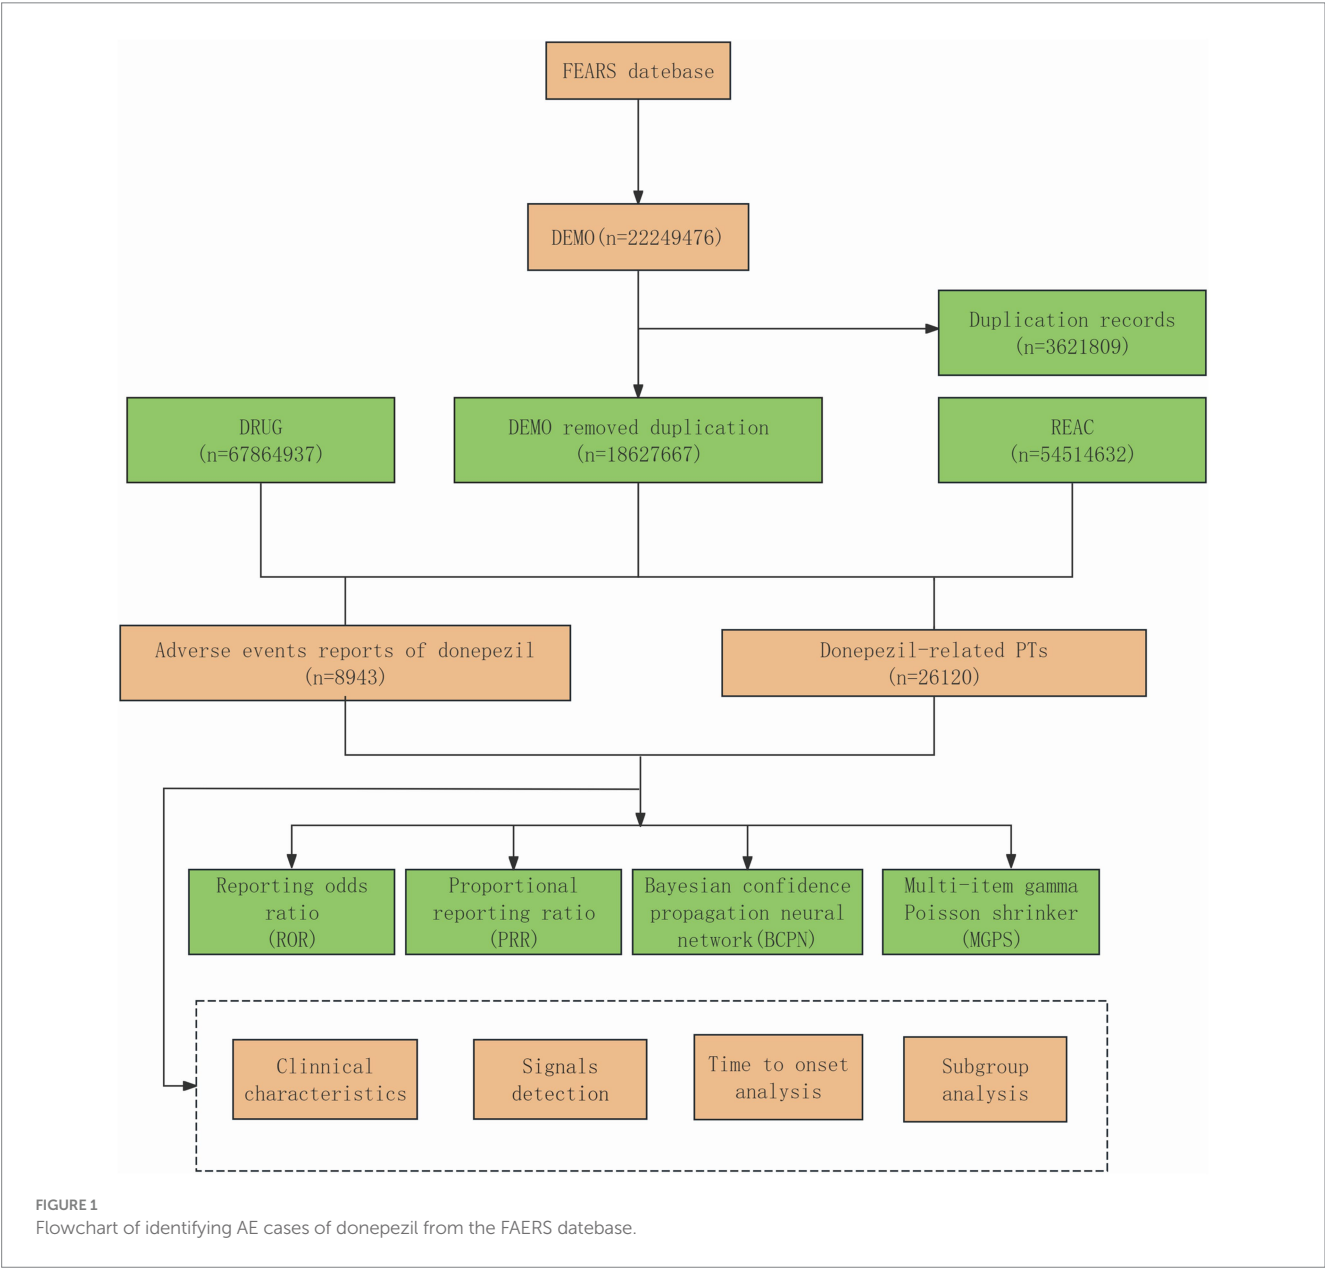 FEARS datebase
DEMO(n=22249476)
Duplication records
(n=3621809)
DRUG
(n=67864937)
DEMO removed duplication
(n=18627667)
REAC
(n=54514632)
Adverse events reports of donepezil
(n=8943)
Donepezil-related PTs
(n=26120)
Reporting odds
ratio
(ROR)
Proportional
reporting ratio
(PRR)
Bayesian confidence
propagation neural
network(BCPN)
Multi-item gamma
Poisson shrinker
(MGPS)
Clinnical
characteristics
Signals
detection
Time to onset
analysis
Subgroup
analysis
FIGURE 1
Flowchart of identifying AE cases of donepezil from the FAERS datebase.